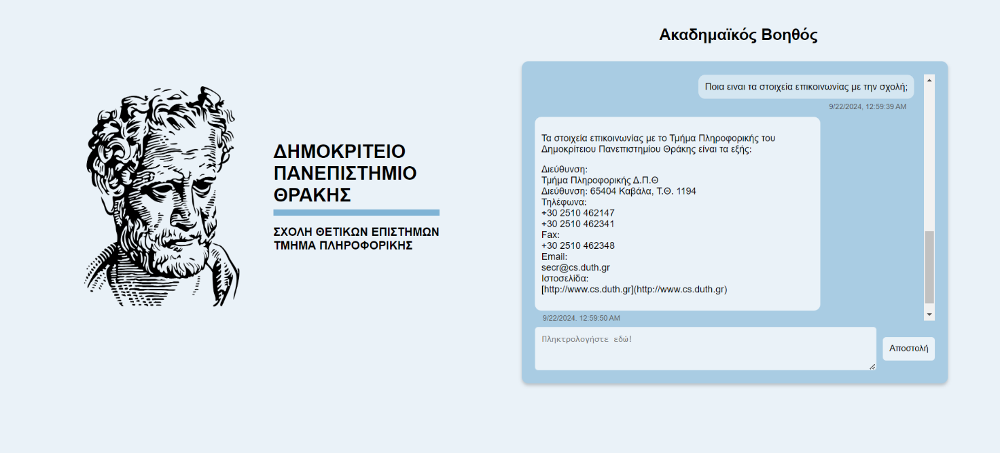 ΔΗΜΟΚΡΙΤΕΙΟ
ΠΑΝΕΠΙΣΤΗΜΙΟ
ΘΡΑΚΗΣ
ΣΧΟΛΗ ΘΕΤΙΚΩΝ ΕΠΙΣΤΗΜΩΝ
ΤΜΗΜΑ ΠΛΗΡΟΦΟΡΙΚΗΣ
Ακαδημαϊκός Βοηθός
Ποια ειναι τα στοιχεία επικοινωνίας με την σχολή;
9/22/2024, 12:59:39 AM
Τα στοιχεία επικοινωνίας με το Τμήμα Πληροφορικής του
Δημοκρίτειου Πανεπιστημίου Θράκης είναι τα εξής:
Διεύθυνση:
Τμήμα Πληροφορικής Δ.Π.Θ
Διεύθυνση: 65404 Καβάλα, Τ.Θ. 1194
Τηλέφωνα:
+30 2510 462147
+30 2510 462341
Fax:
+30 2510 462348
Email:
secr@cs.duth.gr
Ιστοσελίδα:
[http://www.cs.duth.gr](http://www.cs.duth.gr)
9/22/2024, 12:59:50 AM
Πληκτρολογήστε εδώ!
Αποστολή